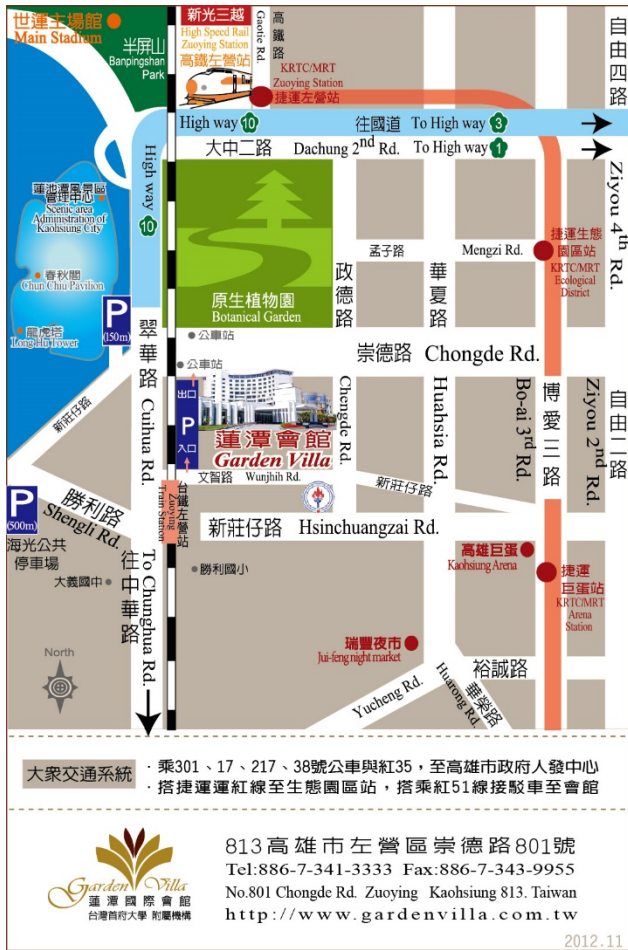 世運主場館
Main Stadium
半屏山
Banpingshan
Park
新光三越
High Speed Rail
Zuoying Station
高鐵左營站
Gaotie Rd.
高鐵路
KRTC/MRT
Zuoying Station
捷運左營站
自由四路
Ziyou 4th Rd.
High way 10
往國道 To High way 3
大中二路 Dachung 2nd Rd. To High way 1
High way 10
蓮池潭風景區
管理中心
Scenic area
Administration of
Kaohsiung City
春秋閣
Chun Chiu Pavilion
龍虎塔
Long Hu Tower
P
(150m)
原生植物園
Botanical Garden
孟子路 Mengzi Rd.
捷運生態
園區站
KRTC/MRT
Ecological
District
政德路
Chengde Rd.
華夏路
Huahsia Rd.
公車站
公車站
崇德路 Chongde Rd.
翠華路 Cuihua Rd.
出口
P
入口
蓮潭會館
Garden Villa
文智路 Wunjhih Rd.
博愛三路
Bo-ai 3rd Rd.
自由二路
Ziyou 2nd Rd.
新莊仔路
新莊仔路
P
(500m)
海光公共
停車場
勝利路
Shengli Rd.
台鐵左營站
Zuoying
Train Station
新莊仔路 Hsinchuangzai Rd.
大義國中
勝利國小
To Chunghua Rd.
往中華路
高雄巨蛋
Kaohsiung Arena
捷運
巨蛋站
KRTC/MRT
Arena
Station
瑞豐夜市
Jui-feng night market
裕誠路
Yucheng Rd.
華榮路
Huarong Rd.
North
大眾交通系統
．乘301、17、217、38號公車與紅35，至高雄市政府人發中心
．搭捷運運紅線至生態園區站，搭乘紅51線接駁車至會館
Garden Villa
蓮潭國際會館
台灣首府大學 附屬機構
813高雄市左營區崇德路801號
Tel:886-7-341-3333 Fax:886-7-343-9955
No.801 Chongde Rd. Zuoying Kaohsiung 813. Taiwan
http://www.gardenvilla.com.tw
2012.11